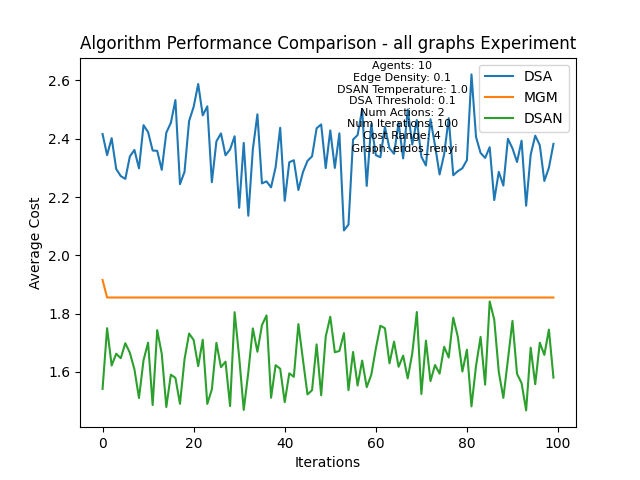 Algorithm Performance Comparison - all graphs Experiment
Agents: 10
Edge Density: 0.1
DSAN Temperature: 1.0
DSA Threshold: 0.1
Num Actions: 2
Num Iterations: 100
Cost Range: 4
Graph: erdos_renyi
DSA
MGM
DSAN
Average Cost
2.6
2.4
2.2
2.0
1.8
1.6
0
20
40
60
80
100
Iterations